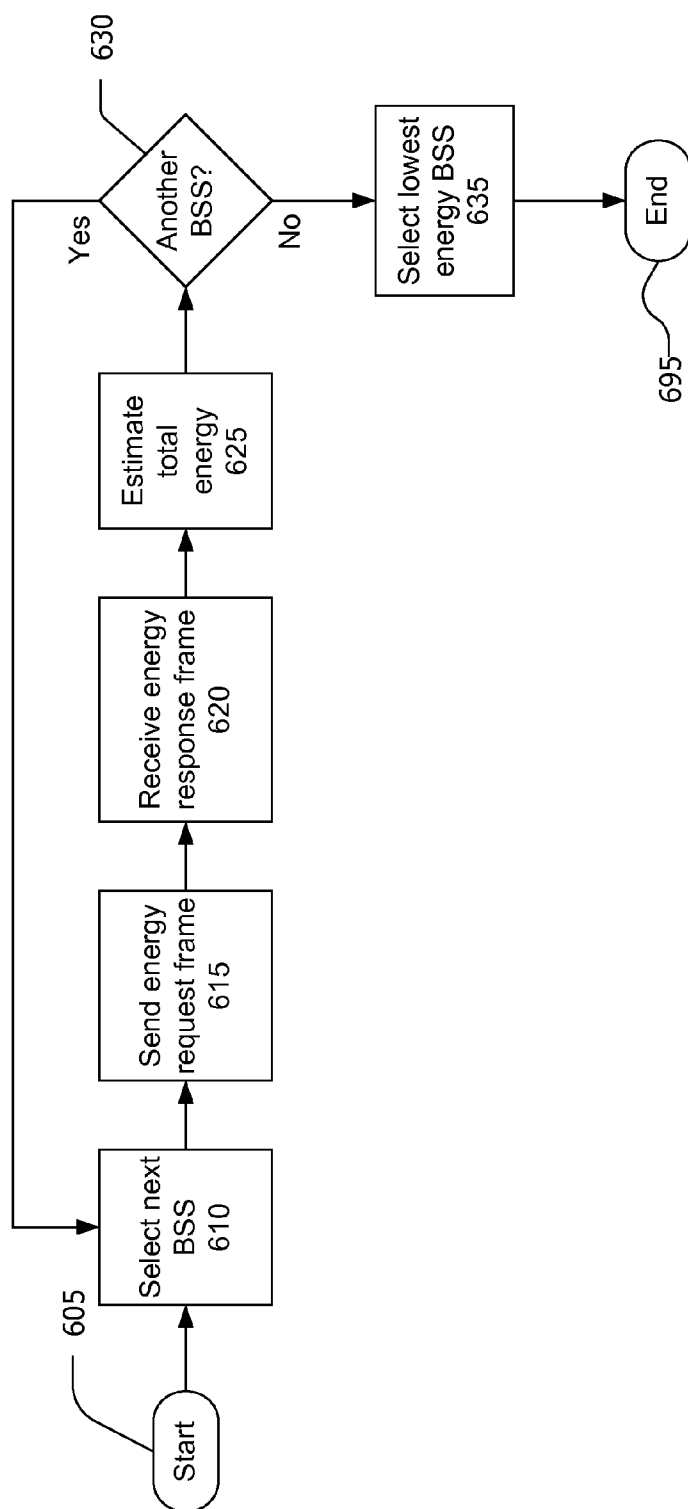 605
Start
Select next
BSS
610
Send energy
request frame
615
Receive energy
response frame
620
Estimate
total
energy
625
630
Another
BSS?
Yes
No
Select lowest
energy BSS
635
End
695